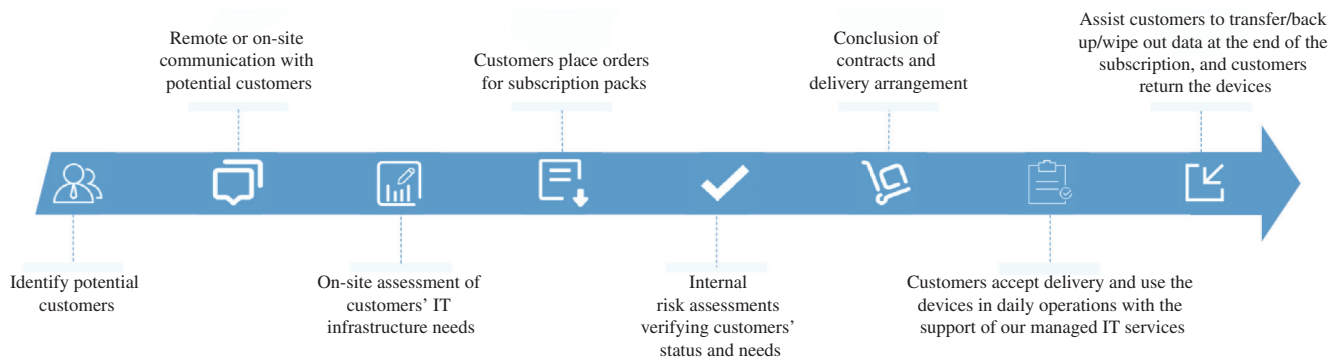 Identify potential
customers
Remote or on-site
communication with
potential customers
On-site assessment of
customers’ IT
infrastructure needs
Customers place orders
for subscription packs
Internal
risk assessments
verifying customers’
status and needs
Conclusion of
contracts and
delivery arrangement
Customers accept delivery and use the
devices in daily operations with the
support of our managed IT services
Assist customers to transfer/back
up/wipe out data at the end of the
subscription, and customers
return the devices